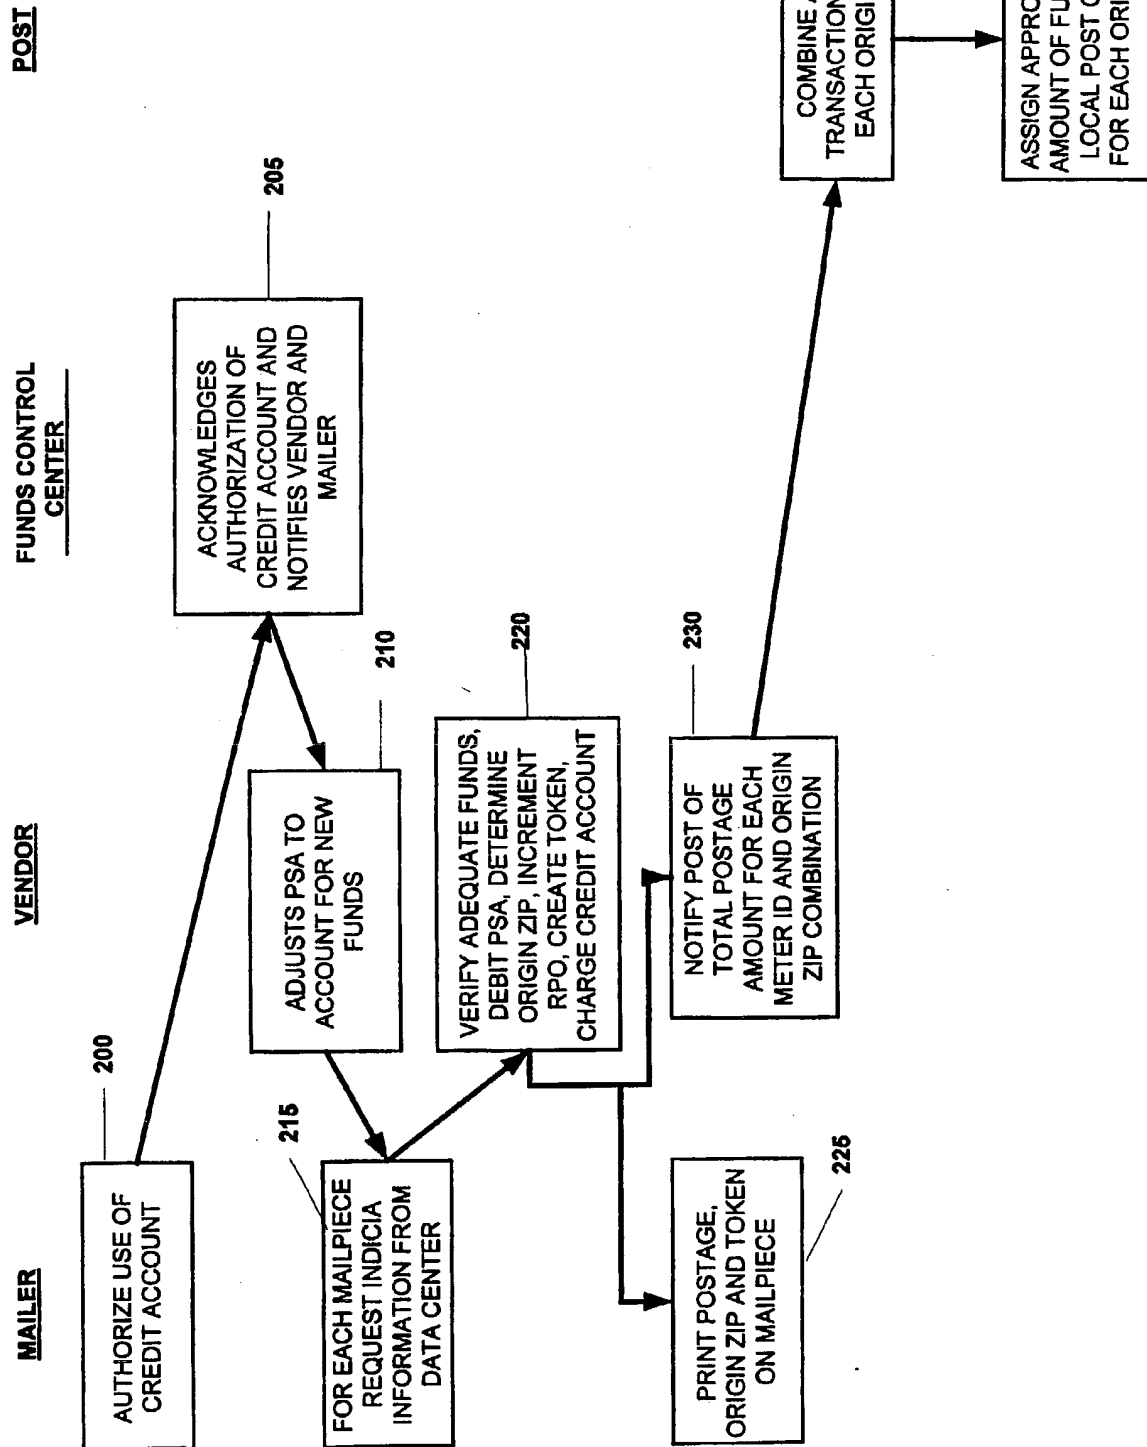 MAILER
VENDOR
FUNDS CONTROL
CENTER
POST
200
AUTHORIZE USE OF
CREDIT ACCOUNT
205
ACKNOWLEDGES
AUTHORIZATION OF
CREDIT ACCOUNT AND
NOTIFIES VENDOR AND
MAILER
210
ADJUSTS PSA TO
ACCOUNT FOR NEW
FUNDS
215
FOR EACH MAILPIECE
REQUEST INDICIA
INFORMATION FROM
DATA CENTER
220
VERIFY ADEQUATE FUNDS,
DEBIT PSA, DETERMINE
ORIGIN ZIP, INCREMENT
RPO, CREATE TOKEN,
CHARGE CREDIT ACCOUNT
225
PRINT POSTAGE,
ORIGIN ZIP AND TOKEN
ON MAILPIECE
230
NOTIFY POST OF
TOTAL POSTAGE
AMOUNT FOR EACH
METER ID AND ORIGIN
ZIP COMBINATION
COMBINE
TRANSACTION
EACH ORIGI
ASSIGN APPRO
AMOUNT OF FU
LOCAL POST
FOR EACH ORI